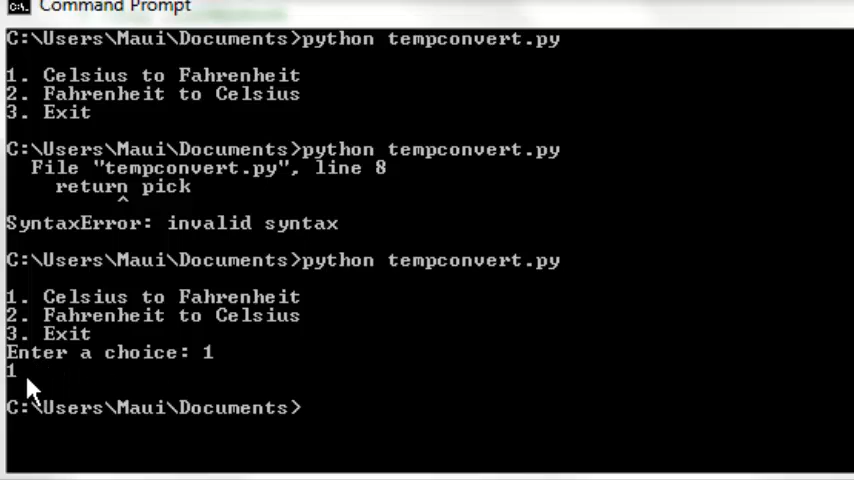 Command Prompt
C:\Users\Maui\Documents>python tempconvert.py
1. Celsius to Fahrenheit
2. Fahrenheit to Celsius
3. Exit
C:\Users\Maui\Documents>python tempconvert.py
File "tempconvert.py", line 8
return pick
^
SyntaxError: invalid syntax
C:\Users\Maui\Documents>python tempconvert.py
1. Celsius to Fahrenheit
2. Fahrenheit to Celsius
3. Exit
Enter a choice: 1
1
C:\Users\Maui\Documents>